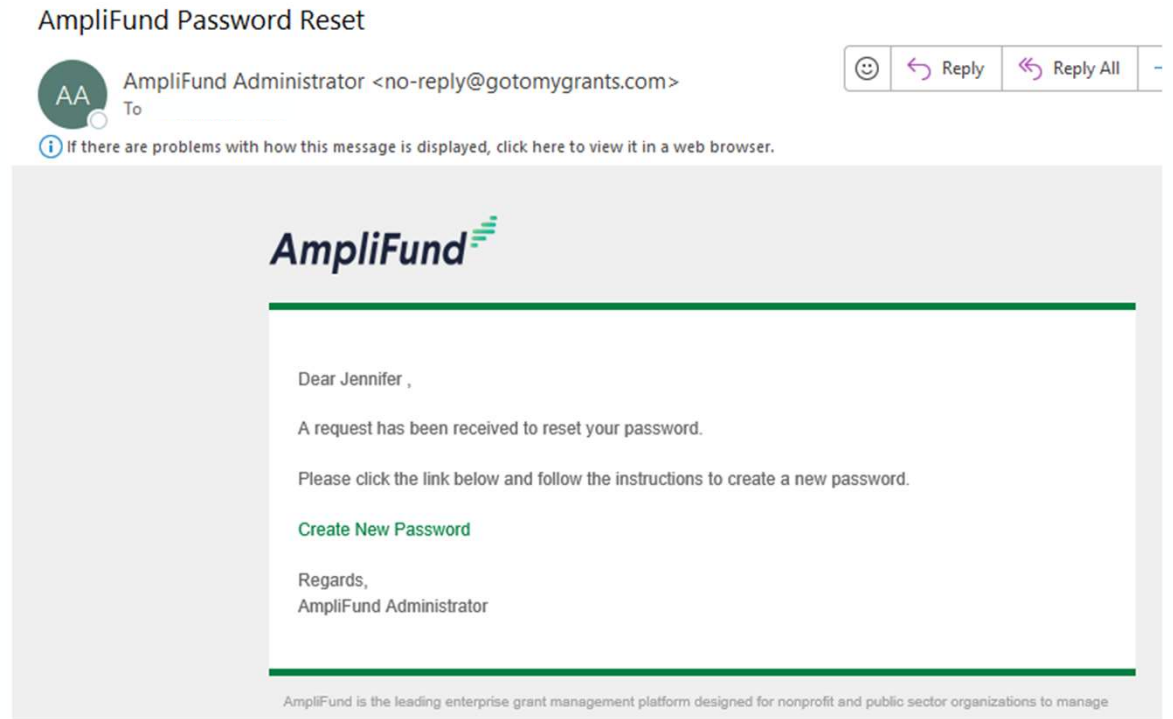 AmpliFund Password Reset
AA
AmpliFund Administrator <no-reply@gotomygrants.com>
Reply
Reply All
To
If there are problems with how this message is displayed, click here to view it in a web browser.
AmpliFund
Dear Jennifer ,
A request has been received to reset your password.
Please click the link below and follow the instructions to create a new password.
Create New Password
Regards,
AmpliFund Administrator
AmpliFund is the leading enterprise grant management platform designed for nonprofit and public sector organizations to manage